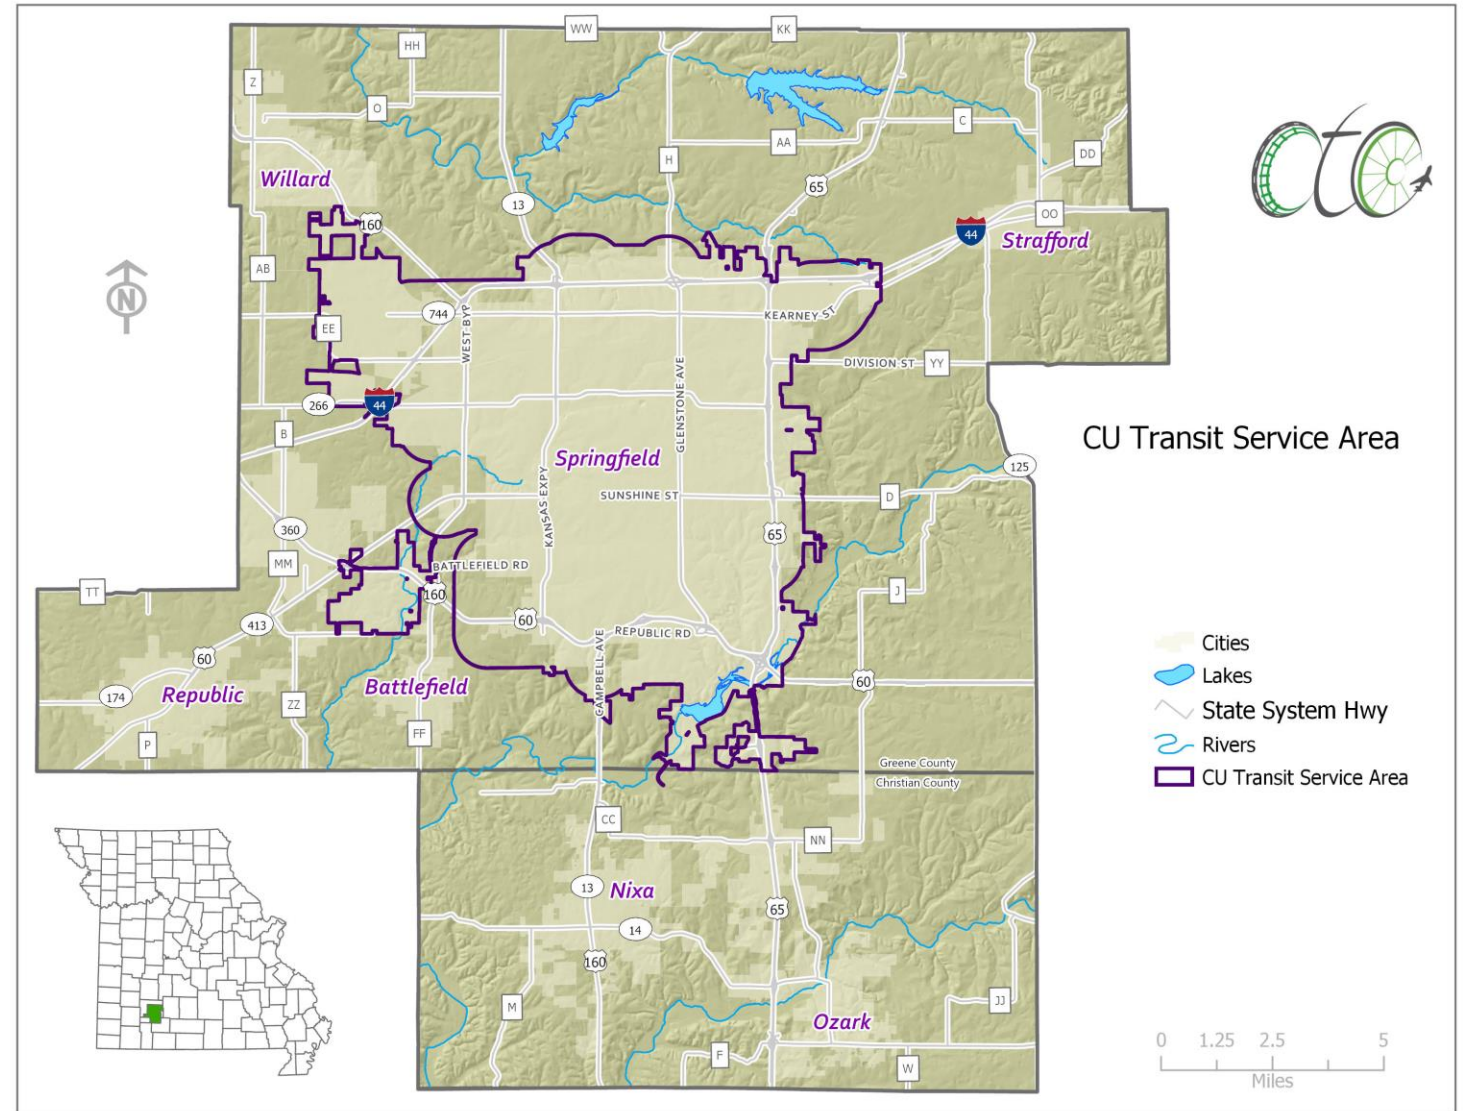 WW
KK
HH
Z
O
C
AA
DD
H
Willard
65
13
OO
160
44
Strafford
AB
744
KEARNEY ST
EE
WEST BYP
DIVISION ST
YY
GLENSTONE AVE
266
44
B
CU Transit Service Area
Springfield
125
KANSAS EXPY
SUNSHINE ST
D
360
65
MM
BATTLEFIELD RD
TT
160
J
413
60
REPUBLIC RD
60
Cities
CAMPBELL AVE
Lakes
60
Republic
Battlefield
174
ZZ
State System Hwy
FF
P
Rivers
Greene County
Christian County
CU Transit Service Area
CC
NN
13
Nixa
65
14
160
M
JJ
Ozark
F
W
0 1.25 2.5 5
Miles
N
cto